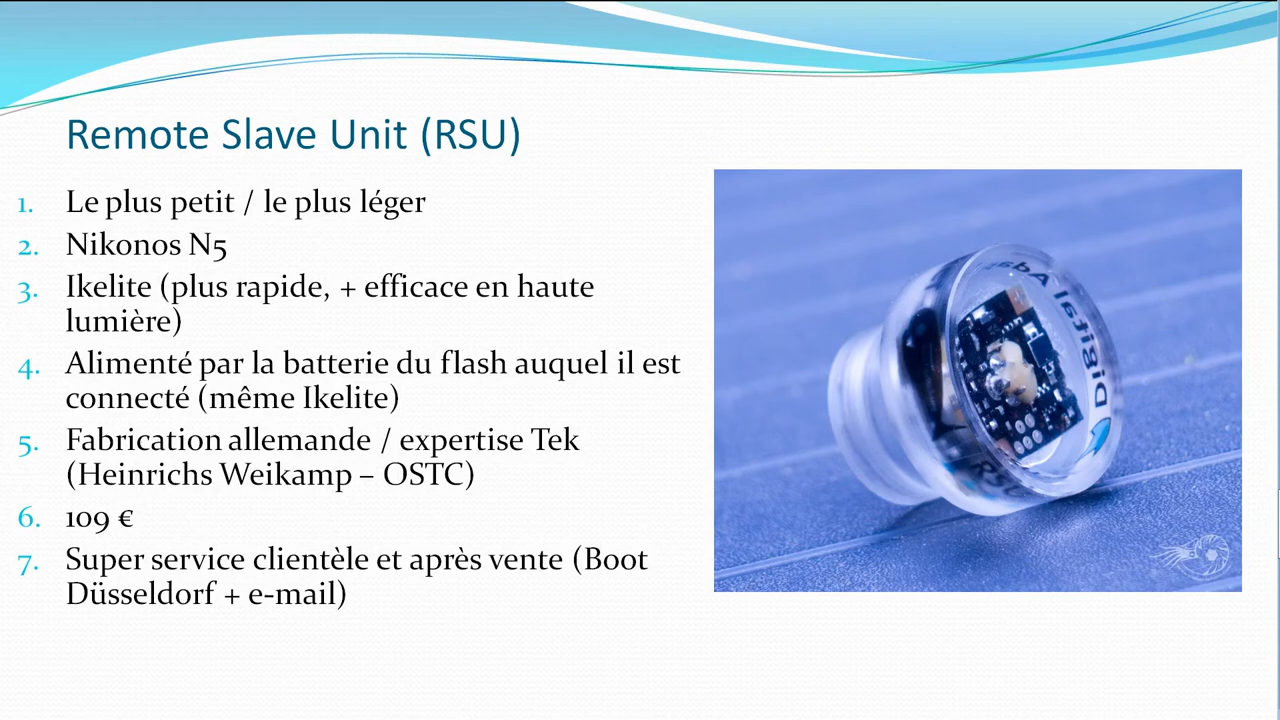 Remote Slave Unit (RSU)
1. Le plus petit / le plus léger
2. Nikonos N5
3. Ikelite (plus rapide, + efficace en haute
lumière)
4. Alimenté par la batterie du flash auquel il est
connecté (même Ikelite)
5. Fabrication allemande / expertise Tek
(Heinrichs Weikamp – OSTC)
6. 109 €
7. Super service clientèle et après vente (Boot
Düsseldorf + e-mail)
Digital